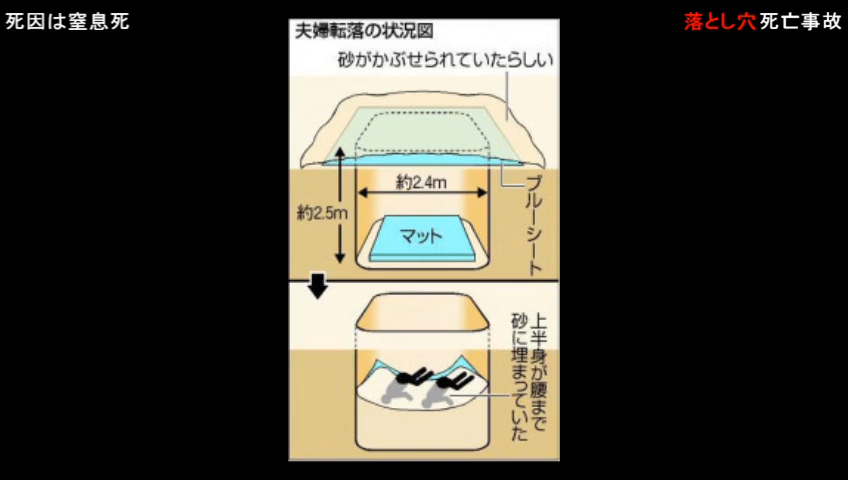 死因は窒息死
落とし穴死亡事故
夫婦転落の状況図
砂がかぶせられていたらしい
約2.4m
約2.5m
ブルーシート
マット
上半身が腰まで
砂に埋まっていた